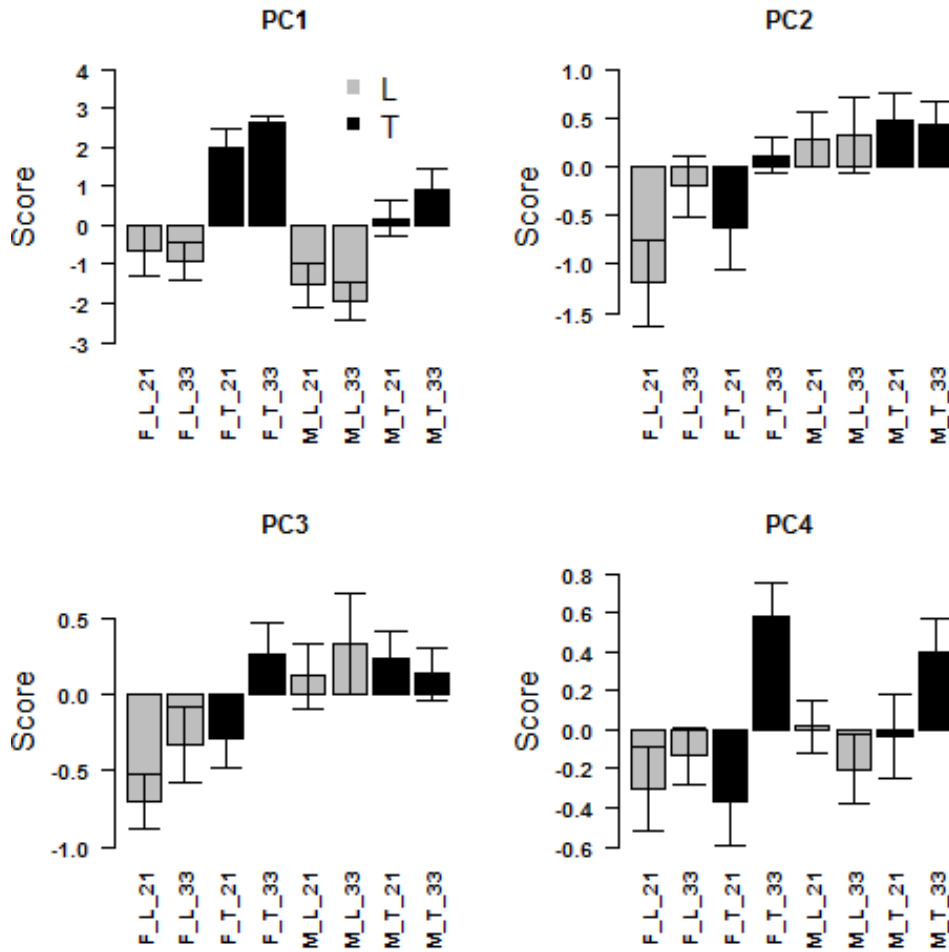 PC1
PC2
4
3
2
1
0
-1
-2
-3
Score
L
T
F_L_21
F_L_33
F_T_21
F_T_33
M_L_21
M_L_33
M_T_21
M_T_33
1.0
0.5
0.0
-0.5
-1.0
-1.5
Score
F_L_21
F_L_33
F_T_21
F_T_33
M_L_21
M_L_33
M_T_21
M_T_33
PC3
PC4
0.5
0.0
-0.5
-1.0
Score
F_L_21
F_L_33
F_T_21
F_T_33
M_L_21
M_L_33
M_T_21
M_T_33
0.8
0.6
0.4
0.2
0.0
-0.2
-0.4
-0.6
Score
F_L_21
F_L_33
F_T_21
F_T_33
M_L_21
M_L_33
M_T_21
M_T_33